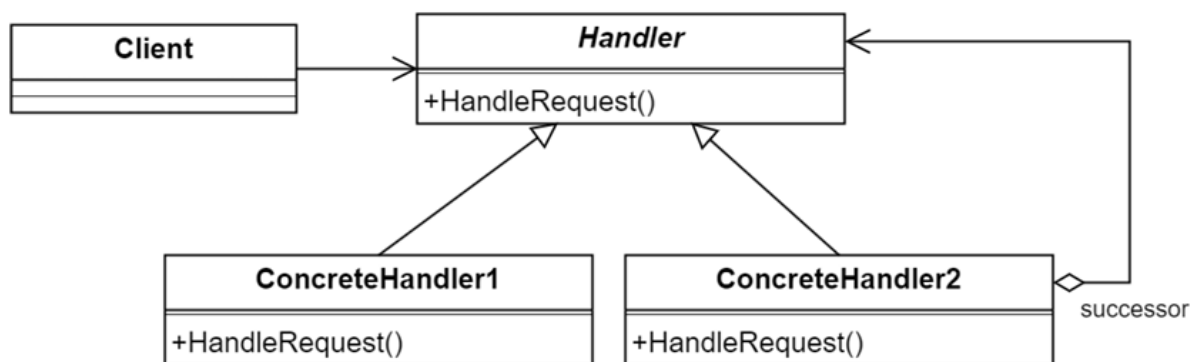 Client
Handler
+HandleRequest()
ConcreteHandler1
+HandleRequest()
ConcreteHandler2
+HandleRequest()
successor